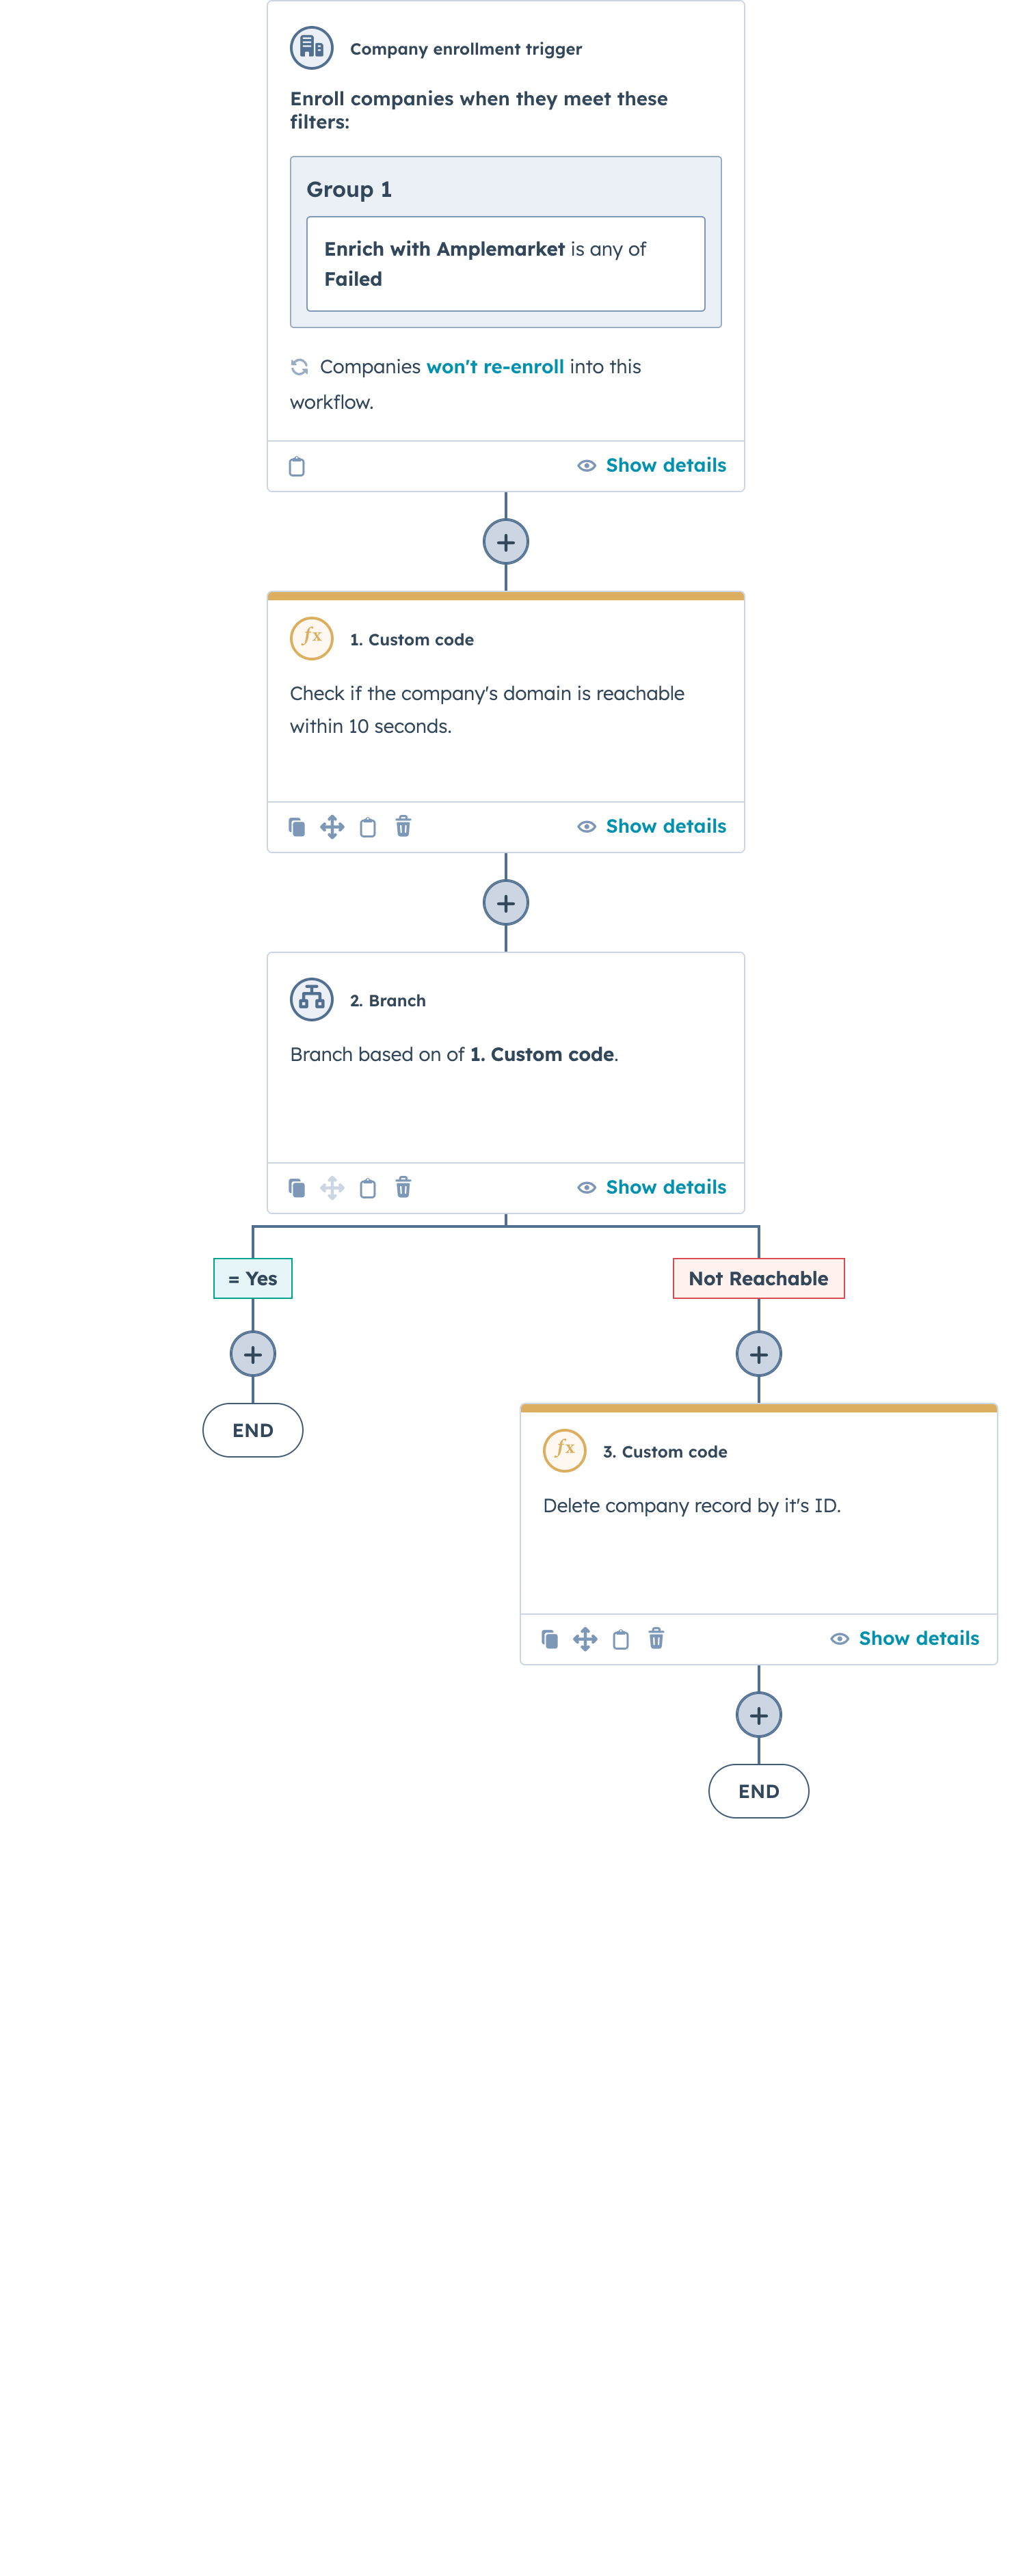 Company enrollment trigger
Enroll companies when they meet these
filters:
Group 1
Enrich with Amplemarket is any of
Failed
Companies won't re-enroll into this
workflow.
Show details
+
fx 1. Custom code
Check if the company's domain is reachable
within 10 seconds.
Show details
+
2. Branch
Branch based on of 1. Custom code.
Show details
= Yes
Not Reachable
+
+
END
fx 3. Custom code
Delete company record by it's ID.
Show details
+
END